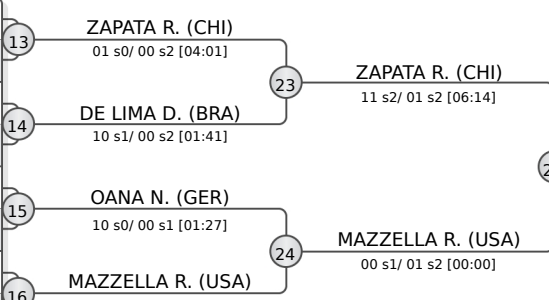 ZAPATA R. (CHI)
13
01 s0/ 00 s2 [04:01]
ZAPATA R. (CHI)
23
11 s2/ 01 s2 [06:14]
DE LIMA D. (BRA)
14
10 s1/ 00 s2 [01:41]
2
OANA N. (GER)
15
10 s0/ 00 s1 [01:27]
MAZZELLA R. (USA)
24
00 s1/ 01 s2 [00:00]
MAZZELLA R. (USA)
16